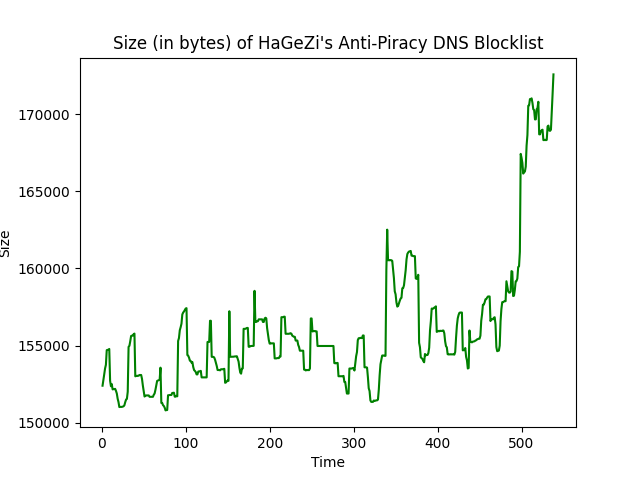 Size (in bytes) of HaGeZi's Anti-Piracy DNS Blocklist
170000
165000
160000
155000
150000
Size
0 100 200 300 400 500
Time